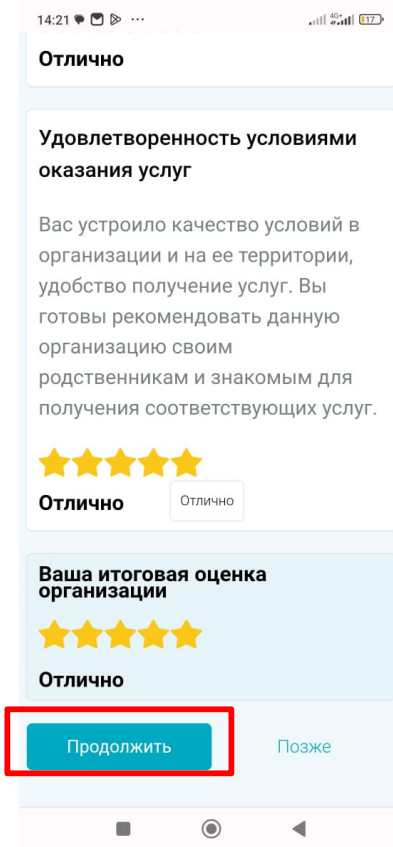 14:21
4G+
17
Отлично
Удовлетворенность условиями
оказания услуг
Вас устроило качество условий в
организации и на ее территории,
удобство получение услуг. Вы
готовы рекомендовать данную
организацию своим
родственникам и знакомым для
получения соответствующих услуг.
Отлично
Отлично
Ваша итоговая оценка
организации
Отлично
Продолжить
Позже